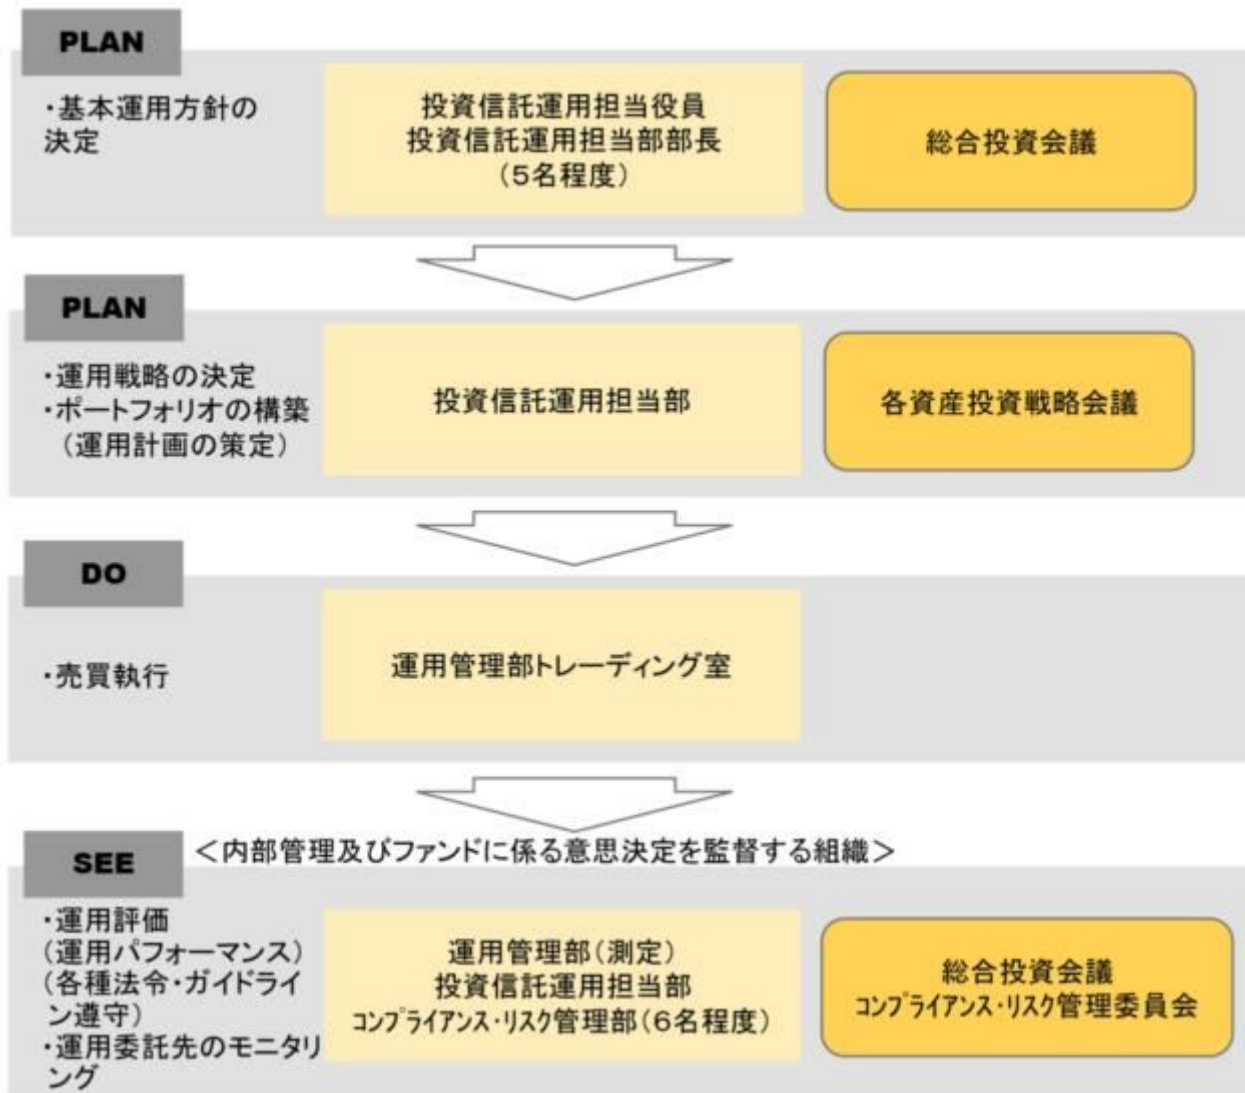 PLAN
・基本運用方針の
決定
投資信託運用担当役員
投資信託運用担当部部長
(5名程度)
総合投資会議
PLAN
・運用戦略の決定
・ポートフォリオの構築
(運用計画の策定)
投資信託運用担当部
各資産投資戦略会議
DO
・売買執行
運用管理部トレーディング室
SEE
＜内部管理及びファンドに係る意思決定を監督する組織＞
・運用評価
(運用パフォーマンス)
(各種法令・ガイドライ
ン遵守)
・運用委託先のモニタリ
ング
運用管理部(測定)
投資信託運用担当部
ｺﾝﾌﾟﾗｲｱﾝｽ・ﾘｽｸ管理部(6名程度)
総合投資会議
ｺﾝﾌﾟﾗｲｱﾝｽ・ﾘｽｸ管理委員会